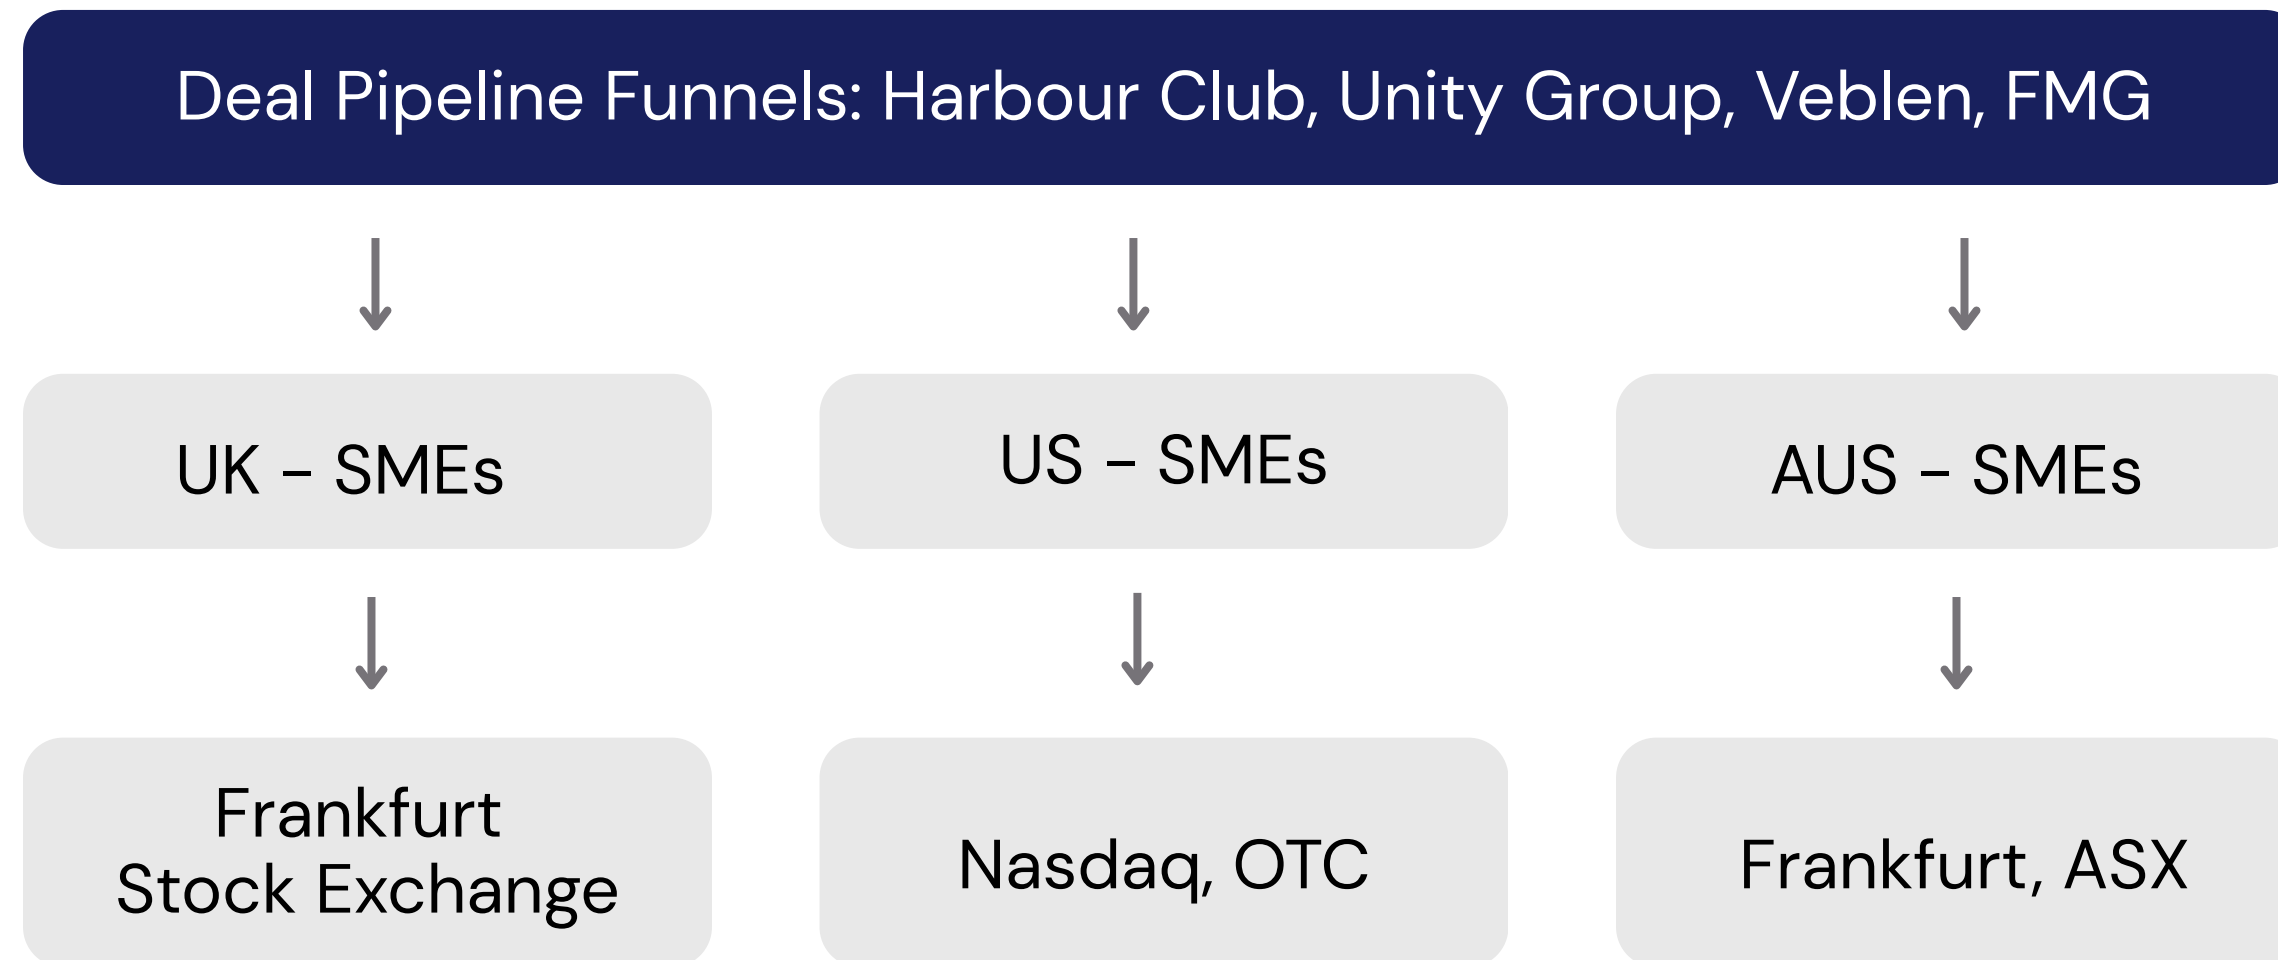 Deal Pipeline Funnels: Harbour Club, Unity Group, Veblen, FMG
UK - SMEs
US - SMEs
AUS - SMEs
Frankfurt
Stock Exchange
Nasdaq, OTC
Frankfurt, ASX